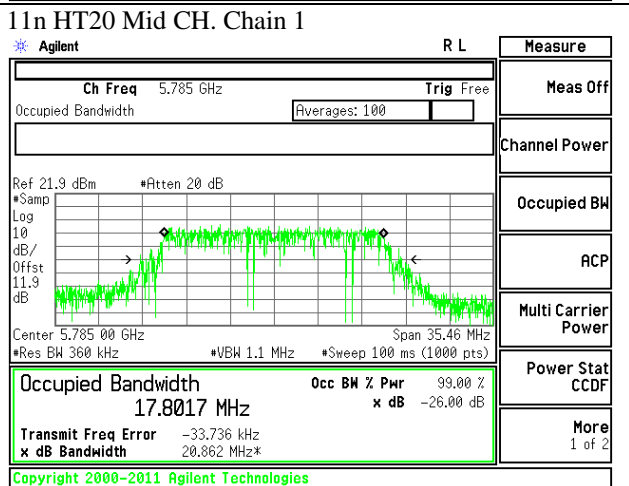 11n HT20 Mid CH. Chain 1
Agilent R L Measure
Ch Freq 5.785 GHz Trig Free
Meas Off
Occupied Bandwidth Averages: 100
Channel Power
Ref 21.9 dBm #Atten 20 dB
#Samp
Log
10
dB/
Offst
11.9
dB
Occupied BW
ACP
Multi Carrier
Power
Center 5.785 00 GHz Span 35.46 MHz
#Res BW 360 kHz #VBW 1.1 MHz #Sweep 100 ms (1000 pts)
Power Stat
CCDF
Occupied Bandwidth Occ BW % Pwr 99.00 %
17.8017 MHz x dB -26.00 dB
Transmit Freq Error -33.736 kHz
x dB Bandwidth 20.862 MHz*
More
1 of 2
Copyright 2000-2011 Agilent Technologies